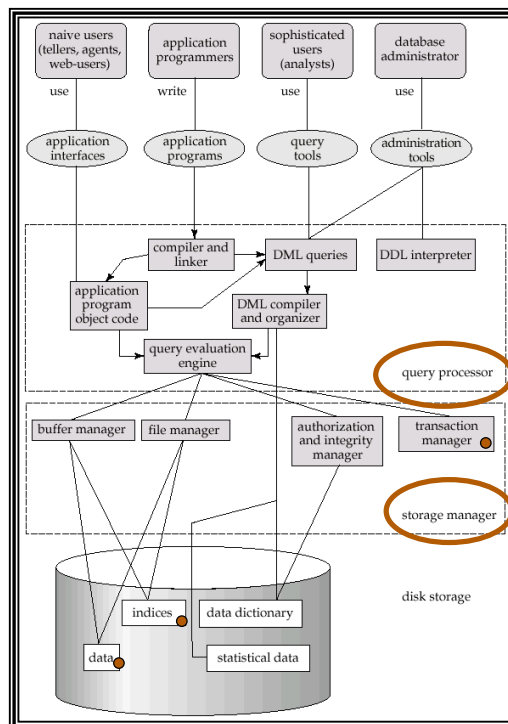 naive users
(tellers, agents,
web-users)
application
programmers
sophisticated
users
(analysts)
database
administrator
use
write
use
use
application
interfaces
application
programs
query
tools
administration
tools
compiler and
linker
DML queries
DDL interpreter
application
program
object code
DML compiler
and organizer
query evaluation
engine
query processor
buffer manager
file manager
authorization
and integrity
manager
transaction
manager
storage manager
disk storage
indices
data dictionary
data
statistical data